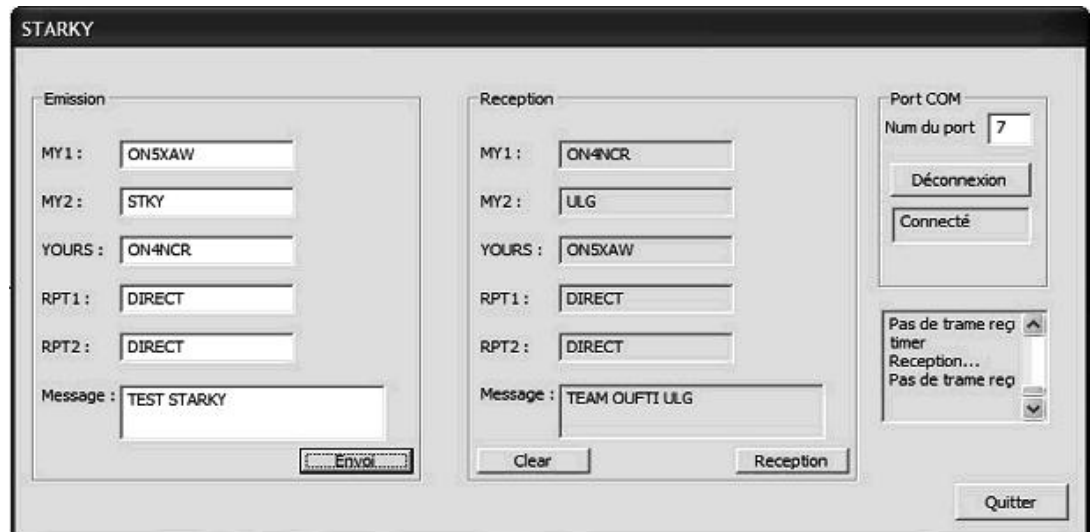 STARKY
Emission
MY1 : ON5XAW
MY2 : STKY
YOURS : ON4NCR
RPT1 : DIRECT
RPT2 : DIRECT
Message : TEST STARKY
Envoi
Reception
MY1 : ON4NCR
MY2 : ULG
YOURS : ON5XAW
RPT1 : DIRECT
RPT2 : DIRECT
Message : TEAM OUFTI ULG
Clear Reception
Port COM
Num du port 7
Déconnexion
Connecté
Pas de trame reç
timer
Reception...
Pas de trame reç
Quitter